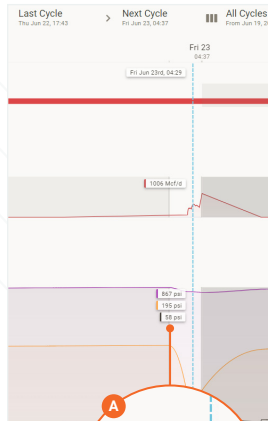 Last Cycle
Thu Jun 22, 17:43
Next Cycle
Fri Jun 23, 04:37
All Cycles
From Jun 19, 20
Fri 23
04:37
Fri Jun 23rd, 04:29
1006 Mcf/d
867 psi
195 psi
58 psi
A